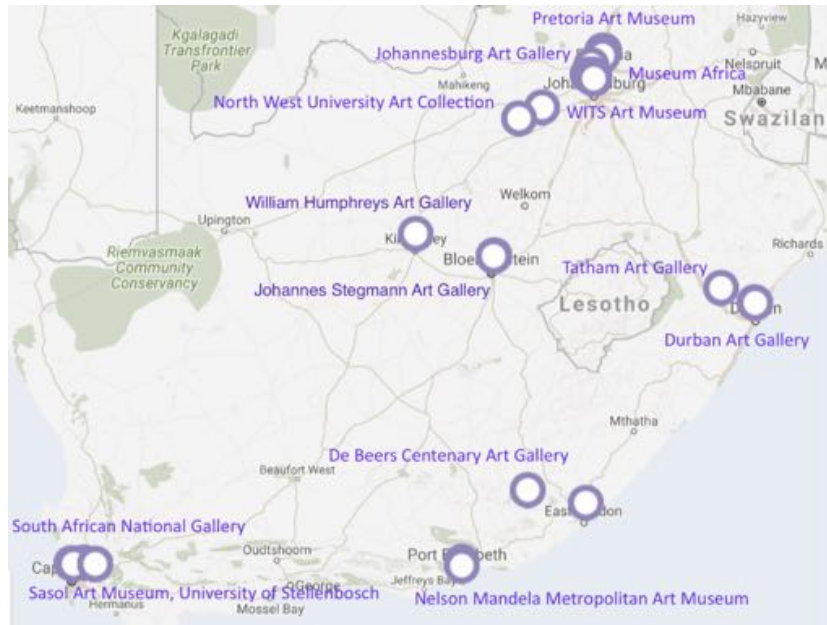 Pretoria Art Museum
Hazyview
Kgalagadi
Transfrontier
Park
Johannesburg Art Gallery
Nelspruit
Museum Africa
Mahikeng
Mbabane
Keetmanshoop
North West University Art Collection
WITS Art Museum
Swazilan
Welkom
William Humphreys Art Gallery
Upington
Richards
Riemvasmaak
Community
Conservancy
Tatham Art Gallery
Johannes Stegmann Art Gallery
Lesotho
Durban Art Gallery
Mthatha
De Beers Centenary Art Gallery
Beaufort West
South African National Gallery
Oudtshoorn
Jeffreys Bay
George
Sasol Art Museum, University of Stellenbosch
Nelson Mandela Metropolitan Art Museum
Hermanus
Mossel Bay